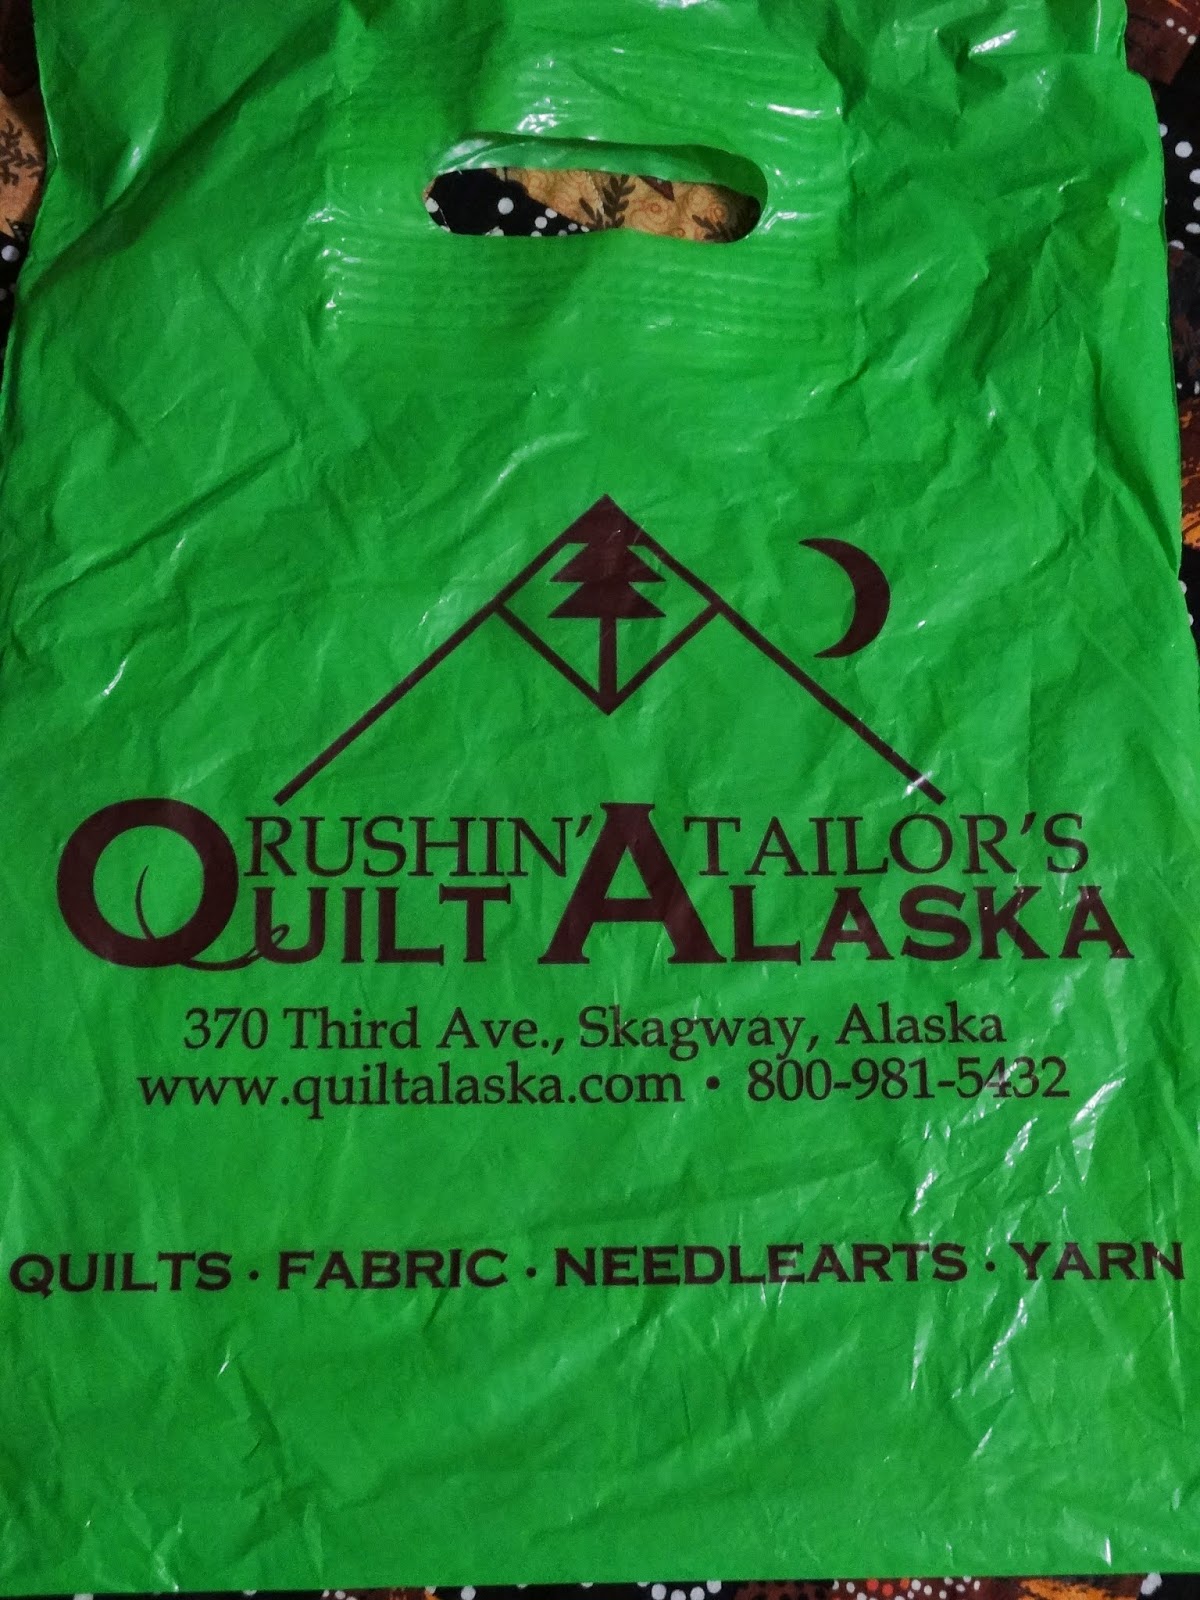 RUSHIN' TAILOR'S
QUILT ALASKA
370 Third Ave., Skagway, Alaska
www.quiltalaska.com • 800-981-5432
QUILTS · FABRIC · NEEDLEARTS · YARN